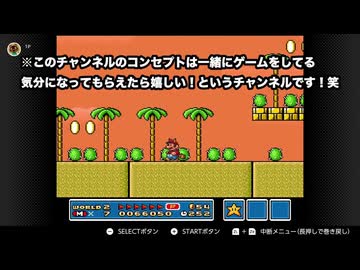 1P
※このチャンネルのコンセプトは一緒にゲームをしてる
気分になってもらえたら嬉しい！というチャンネルです！笑
WORLD 2
P
$54
M× 7
0066050
252
SELECTボタン
STARTボタン
中断メニュー(長押しで巻き戻し)